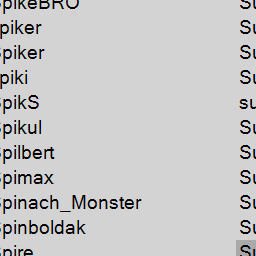 pikeBRO Su
piker Su
piker Su
piki Su
pikS su
pikul Su
pilbert Su
pimax Su
pinach_Monster Su
pinboldak Su
pire Su